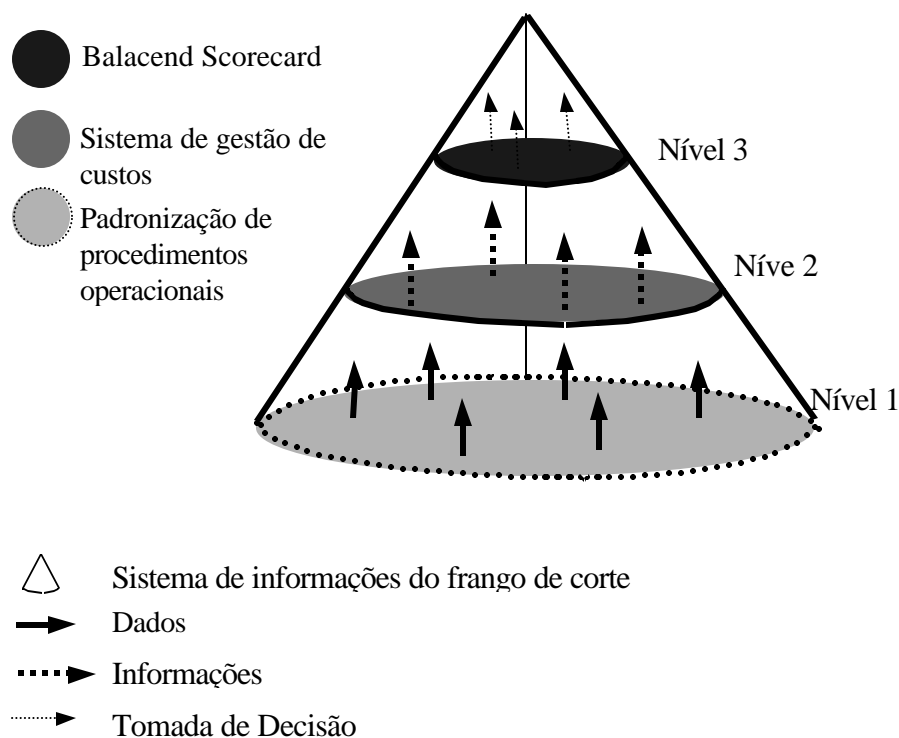 Balacend Scorecard
Sistema de gestão de
custos
Padronização de
procedimentos
operacionais
Nível 3
Níve 2
Nível 1
Sistema de informações do frango de corte
Dados
Informações
Tomada de Decisão